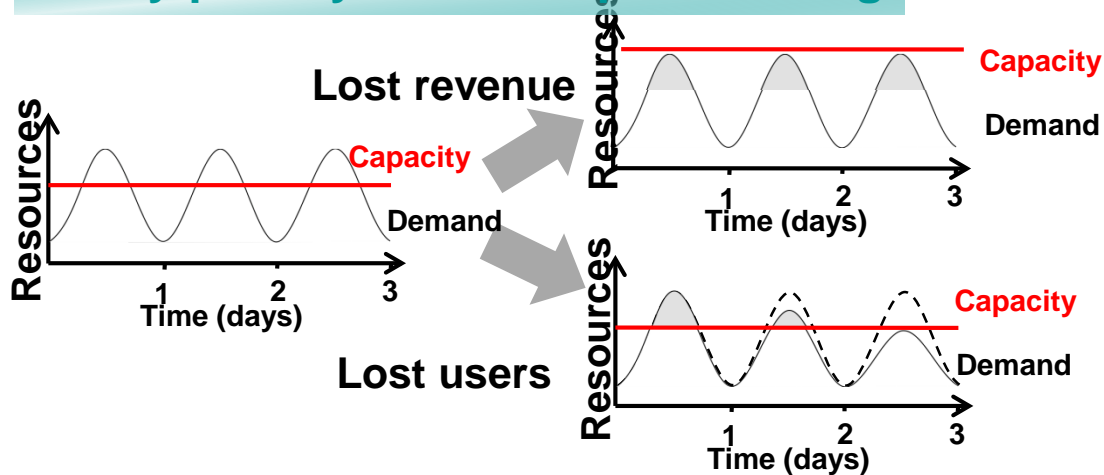 Lost revenue
Resources
Capacity
Demand
1 2 3
Time (days)
Resources
Capacity
Demand
1 2 3
Time (days)
Lost users
Resources
Capacity
Demand
1 2 3
Time (days)